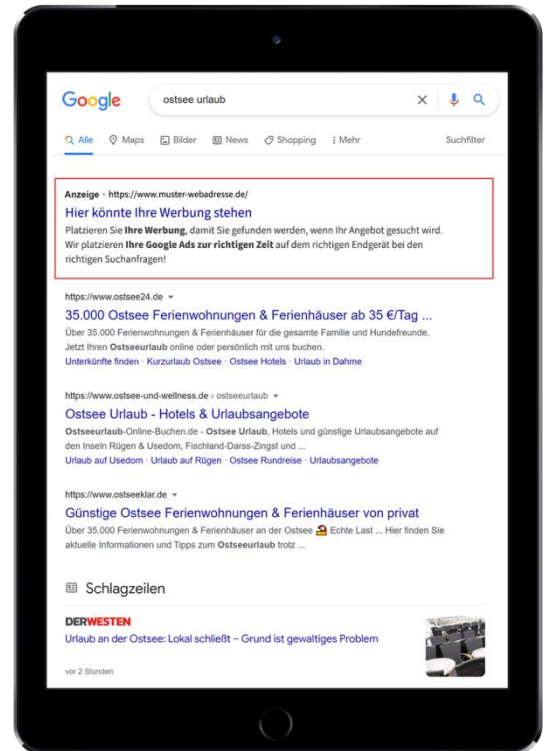 Google
ostsee urlaub
Alle Maps Bilder News Shopping Mehr Suchfilter
Anzeige · https://www.muster-webadresse.de/
Hier könnte Ihre Werbung stehen
Platzieren Sie Ihre Werbung, damit Sie gefunden werden, wenn Ihr Angebot gesucht wird.
Wir platzieren Ihre Google Ads zur richtigen Zeit auf dem richtigen Endgerät bei den
richtigen Suchanfragen!
https://www.ostsee24.de
35.000 Ostsee Ferienwohnungen & Ferienhäuser ab 35 €/Tag ...
Über 35.000 Ferienwohnungen & Ferienhäuser für die gesamte Familie und Hundefreunde.
Jetzt Ihren Ostseeurlaub online oder persönlich mit uns buchen.
Unterkünfte finden · Kurzurlaub Ostsee · Ostsee Hotels · Urlaub in Dahme
https://www.ostsee-und-wellness.de › ostseeurlaub
Ostsee Urlaub - Hotels & Urlaubsangebote
Ostseeurlaub-Online-Buchen.de - Ostsee Urlaub, Hotels und günstige Urlaubsangebote auf
den Inseln Rügen & Usedom, Fischland-Darss-Zingst und ...
Urlaub auf Usedom · Urlaub auf Rügen · Ostsee Rundreise · Urlaubsangebote
https://www.ostseeklar.de
Günstige Ostsee Ferienwohnungen & Ferienhäuser von privat
Über 35.000 Ferienwohnungen & Ferienhäuser an der Ostsee Echte Last ... Hier finden Sie
aktuelle Informationen und Tipps zum Ostseeurlaub trotz ...
Schlagzeilen
DERWESTEN
Urlaub an der Ostsee: Lokal schließt – Grund ist gewaltiges Problem
vor 2 Stunden